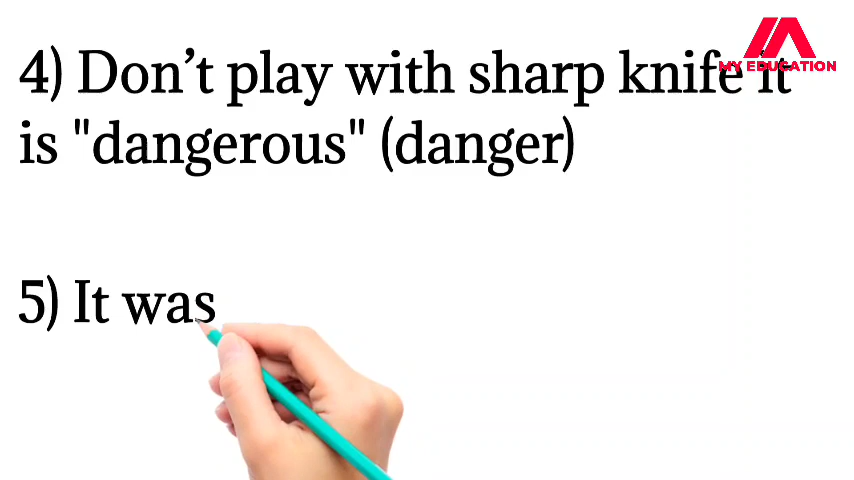 4) Don’t play with sharp knife it
is "dangerous" (danger)
5) It was
MY EDUCATION